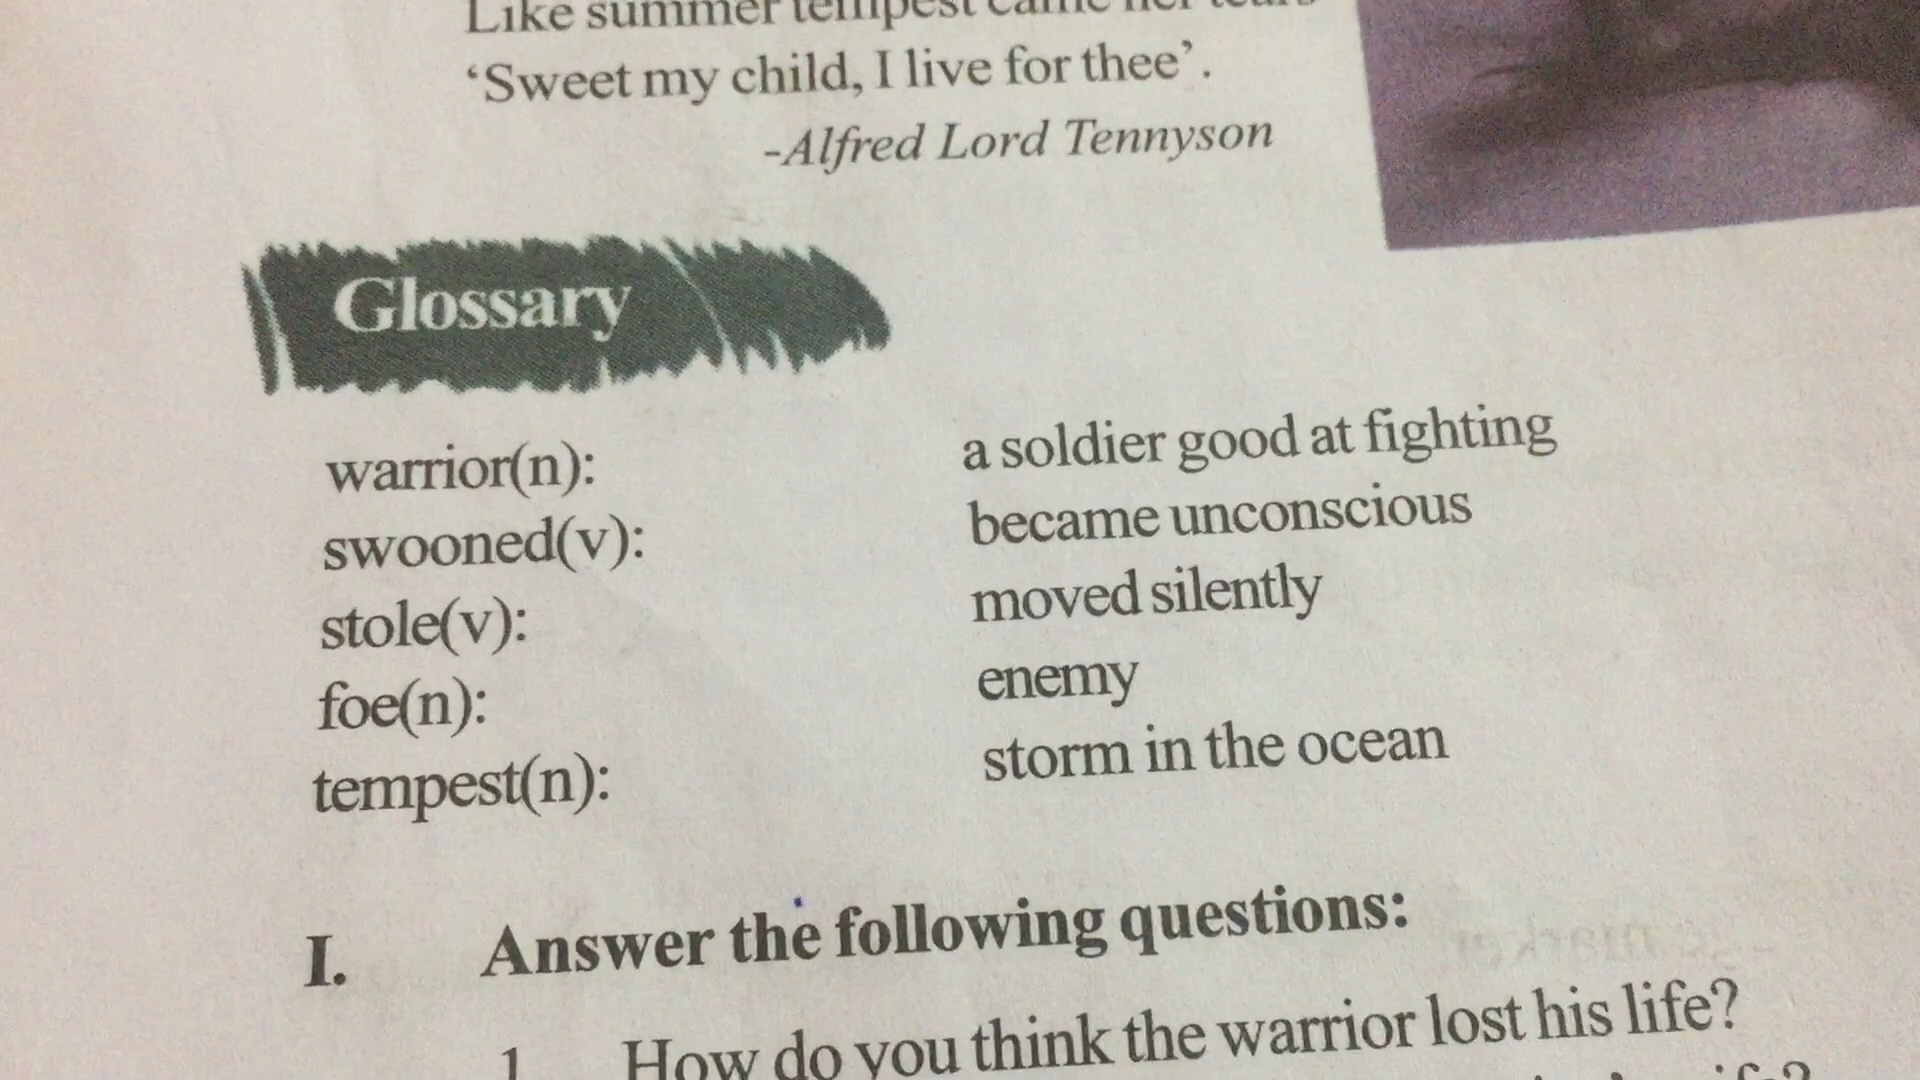 Like summer tempest came her tears
‘Sweet my child, I live for thee’.
-Alfred Lord Tennyson
Glossary
warrior(n): a soldier good at fighting
swooned(v): became unconscious
stole(v): moved silently
foe(n): enemy
tempest(n): storm in the ocean
I. Answer the following questions:
1 How do you think the warrior lost his life?